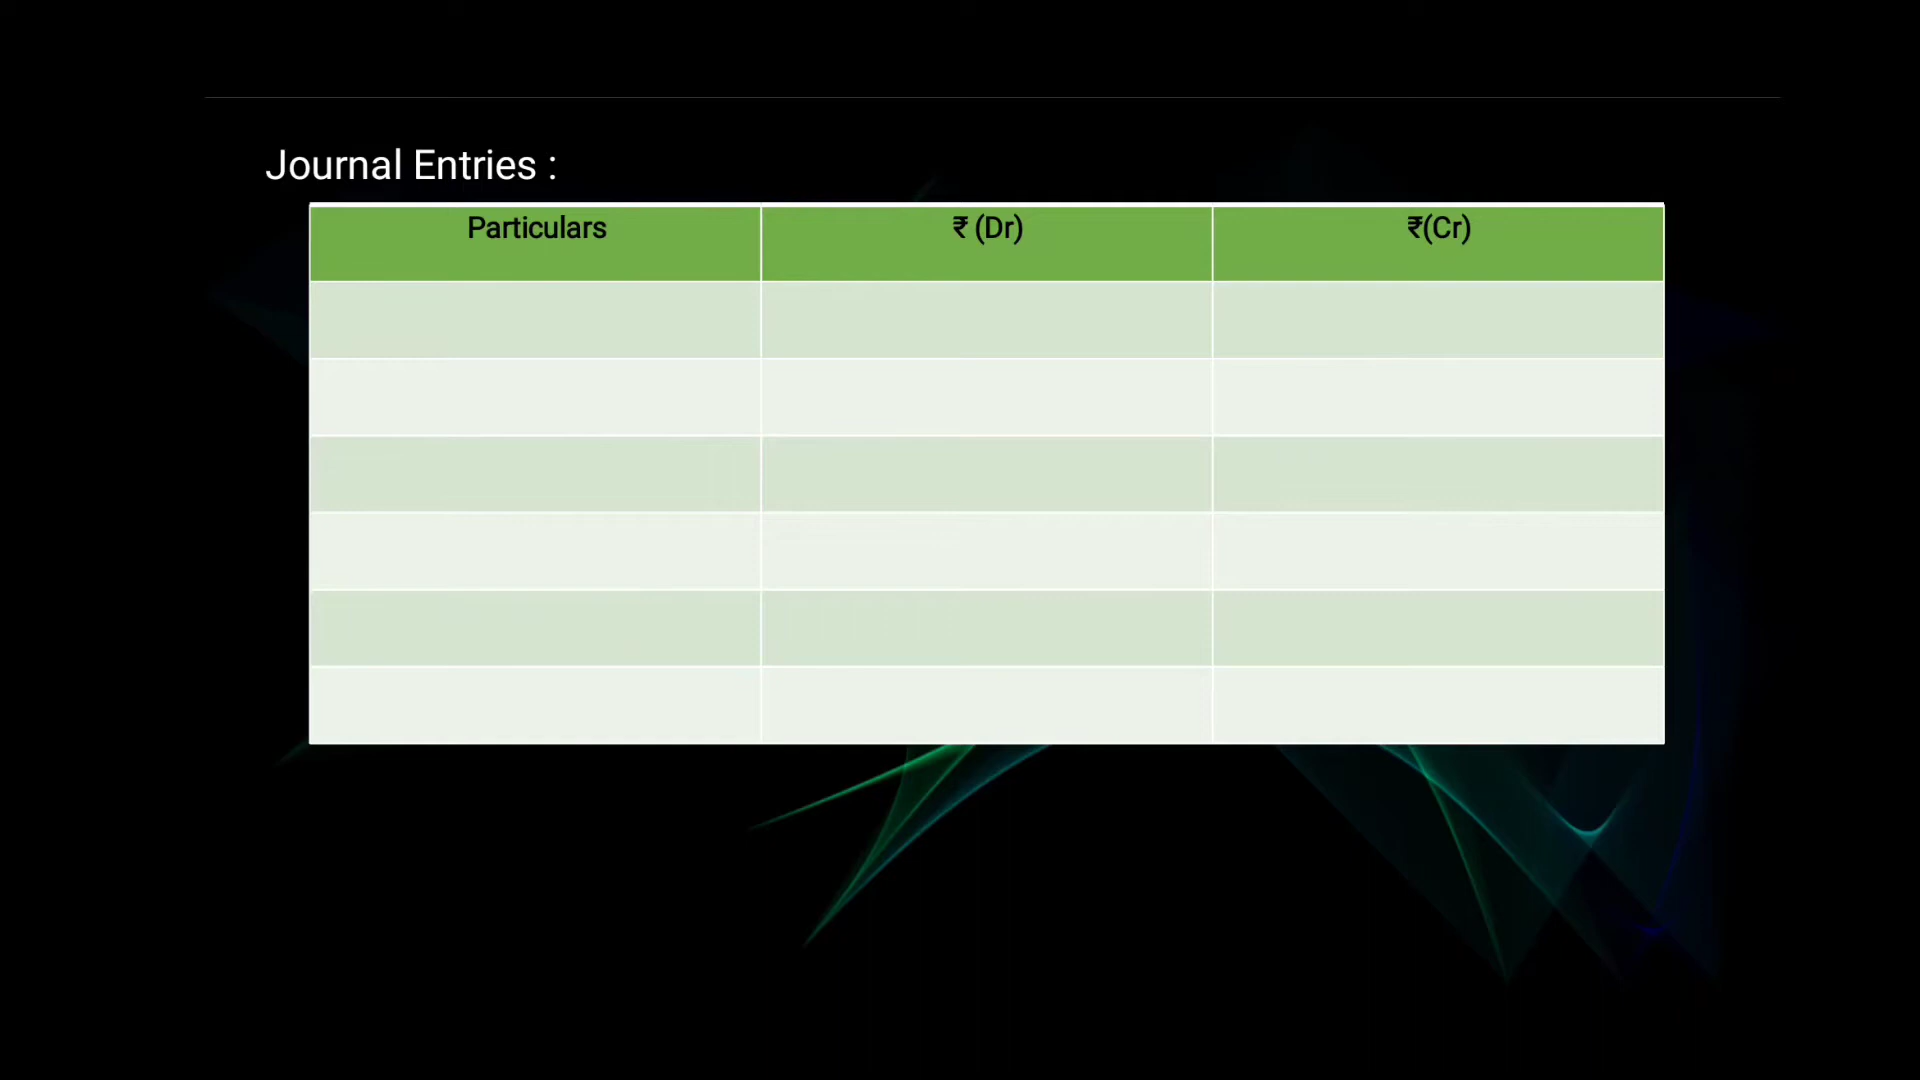 Journal Entries :
Particulars ₹ (Dr) ₹(Cr)